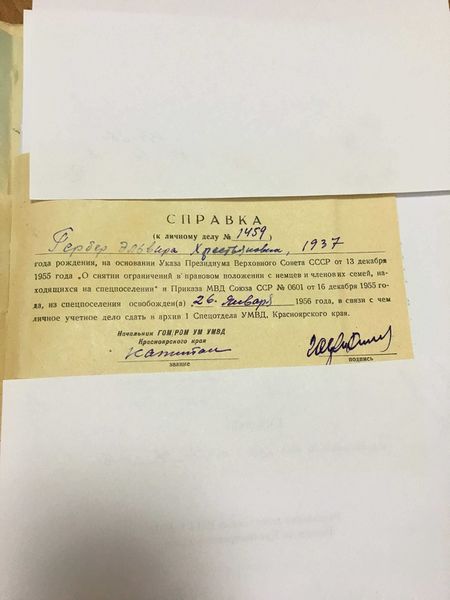 СПРАВКА
(к личному делу № 1459)
Гербер Эльвира Христьяновна, 1937
года рождения, на основании Указа Президиума Верховного Совета СССР от 13 декабря
1955 года „О снятии ограничений в правовом положении с немцев и членов их семей, на-
ходящихся на спецпоселении" и Приказа МВД Союза ССР № 0601 от 16 декабря 1955 го-
да, из спецпоселения освобожден(а) 26 января 1956 года, в связи с чем
личное учетное дело сдать в архив 1 Спецотдела УМВД, Красноярского края.
Начальник ГОМ/РОМ УМ УМВД
Красноярского края
капитан
звание
подпись